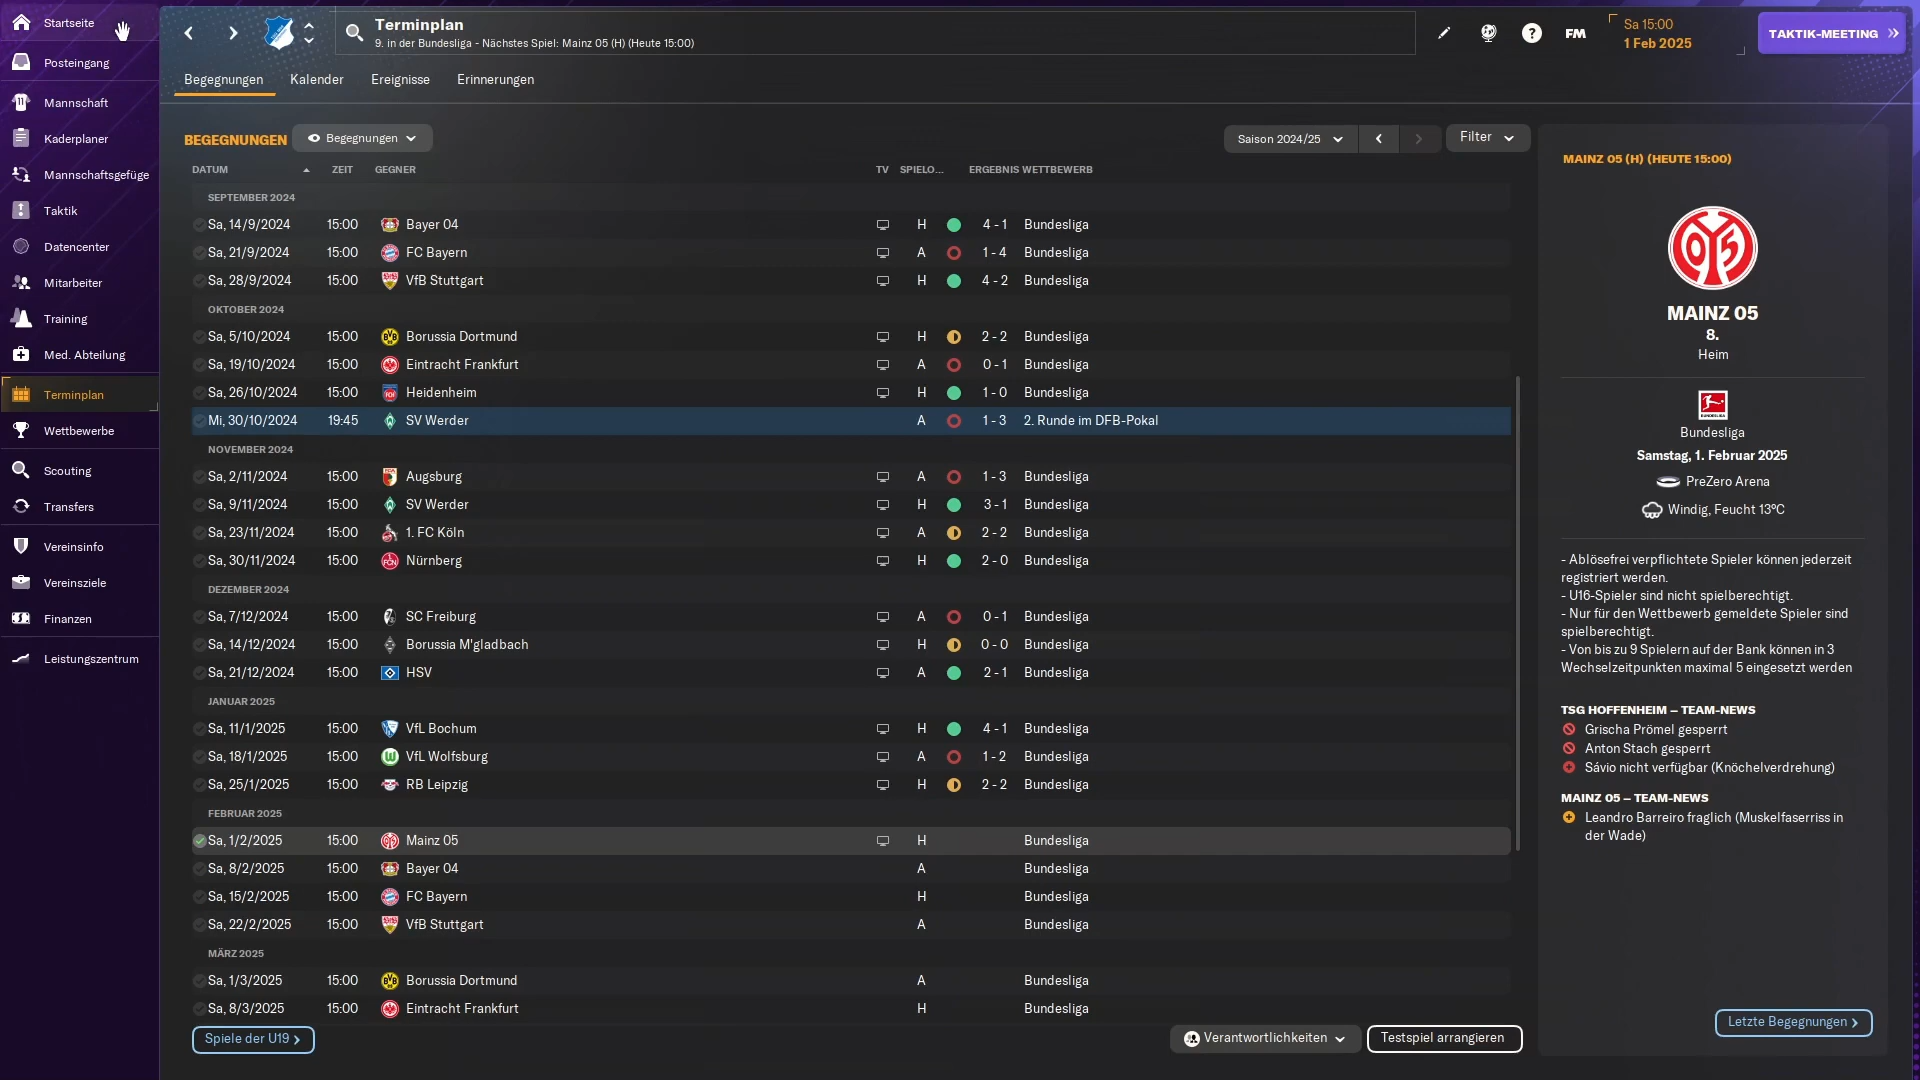 Startseite
Posteingang
Mannschaft
Kaderplaner
Mannschaftsgefüge
Taktik
Datencenter
Mitarbeiter
Training
Med. Abteilung
Terminplan
Wettbewerbe
Scouting
Transfers
Vereinsinfo
Vereinsziele
Finanzen
Leistungszentrum
Terminplan
9. in der Bundesliga - Nächstes Spiel: Mainz 05 (H) (Heute 15:00)
FM
Sa 15:00
1 Feb 2025
TAKTIK-MEETING
Begegnungen Kalender Ereignisse Erinnerungen
BEGEGNUNGEN Begegnungen Saison 2024/25 Filter
DATUM ZEIT GEGNER TV SPIELO... ERGEBNIS WETTBEWERB
SEPTEMBER 2024
Sa, 14/9/2024 15:00 Bayer 04 H 4 - 1 Bundesliga
Sa, 21/9/2024 15:00 FC Bayern A 1 - 4 Bundesliga
Sa, 28/9/2024 15:00 VfB Stuttgart H 4 - 2 Bundesliga
OKTOBER 2024
Sa, 5/10/2024 15:00 Borussia Dortmund H 2 - 2 Bundesliga
Sa, 19/10/2024 15:00 Eintracht Frankfurt A 0 - 1 Bundesliga
Sa, 26/10/2024 15:00 Heidenheim H 1 - 0 Bundesliga
Mi, 30/10/2024 19:45 SV Werder A 1 - 3 2. Runde im DFB-Pokal
NOVEMBER 2024
Sa, 2/11/2024 15:00 Augsburg A 1 - 3 Bundesliga
Sa, 9/11/2024 15:00 SV Werder H 3 - 1 Bundesliga
Sa, 23/11/2024 15:00 1. FC Köln A 2 - 2 Bundesliga
Sa, 30/11/2024 15:00 Nürnberg H 2 - 0 Bundesliga
DEZEMBER 2024
Sa, 7/12/2024 15:00 SC Freiburg A 0 - 1 Bundesliga
Sa, 14/12/2024 15:00 Borussia M'gladbach H 0 - 0 Bundesliga
Sa, 21/12/2024 15:00 HSV A 2 - 1 Bundesliga
JANUAR 2025
Sa, 11/1/2025 15:00 VfL Bochum H 4 - 1 Bundesliga
Sa, 18/1/2025 15:00 VfL Wolfsburg A 1 - 2 Bundesliga
Sa, 25/1/2025 15:00 RB Leipzig H 2 - 2 Bundesliga
FEBRUAR 2025
Sa, 1/2/2025 15:00 Mainz 05 H Bundesliga
Sa, 8/2/2025 15:00 Bayer 04 A Bundesliga
Sa, 15/2/2025 15:00 FC Bayern H Bundesliga
Sa, 22/2/2025 15:00 VfB Stuttgart A Bundesliga
MÄRZ 2025
Sa, 1/3/2025 15:00 Borussia Dortmund A Bundesliga
Sa, 8/3/2025 15:00 Eintracht Frankfurt H Bundesliga
Spiele der U19 Verantwortlichkeiten Testspiel arrangieren
MAINZ 05 (H) (HEUTE 15:00)
MAINZ 05
8.
Heim
BUNDESLIGA
Bundesliga
Samstag, 1. Februar 2025
PreZero Arena
Windig, Feucht 13ºC
- Ablösefrei verpflichtete Spieler können jederzeit
registriert werden.
- U16-Spieler sind nicht spielberechtigt.
- Nur für den Wettbewerb gemeldete Spieler sind
spielberechtigt.
- Von bis zu 9 Spielern auf der Bank können in 3
Wechselzeitpunkten maximal 5 eingesetzt werden
TSG HOFFENHEIM – TEAM-NEWS
Grischa Prömel gesperrt
Anton Stach gesperrt
Sávio nicht verfügbar (Knöchelverdrehung)
MAINZ 05 – TEAM-NEWS
Leandro Barreiro fraglich (Muskelfaserriss in
der Wade)
Letzte Begegnungen